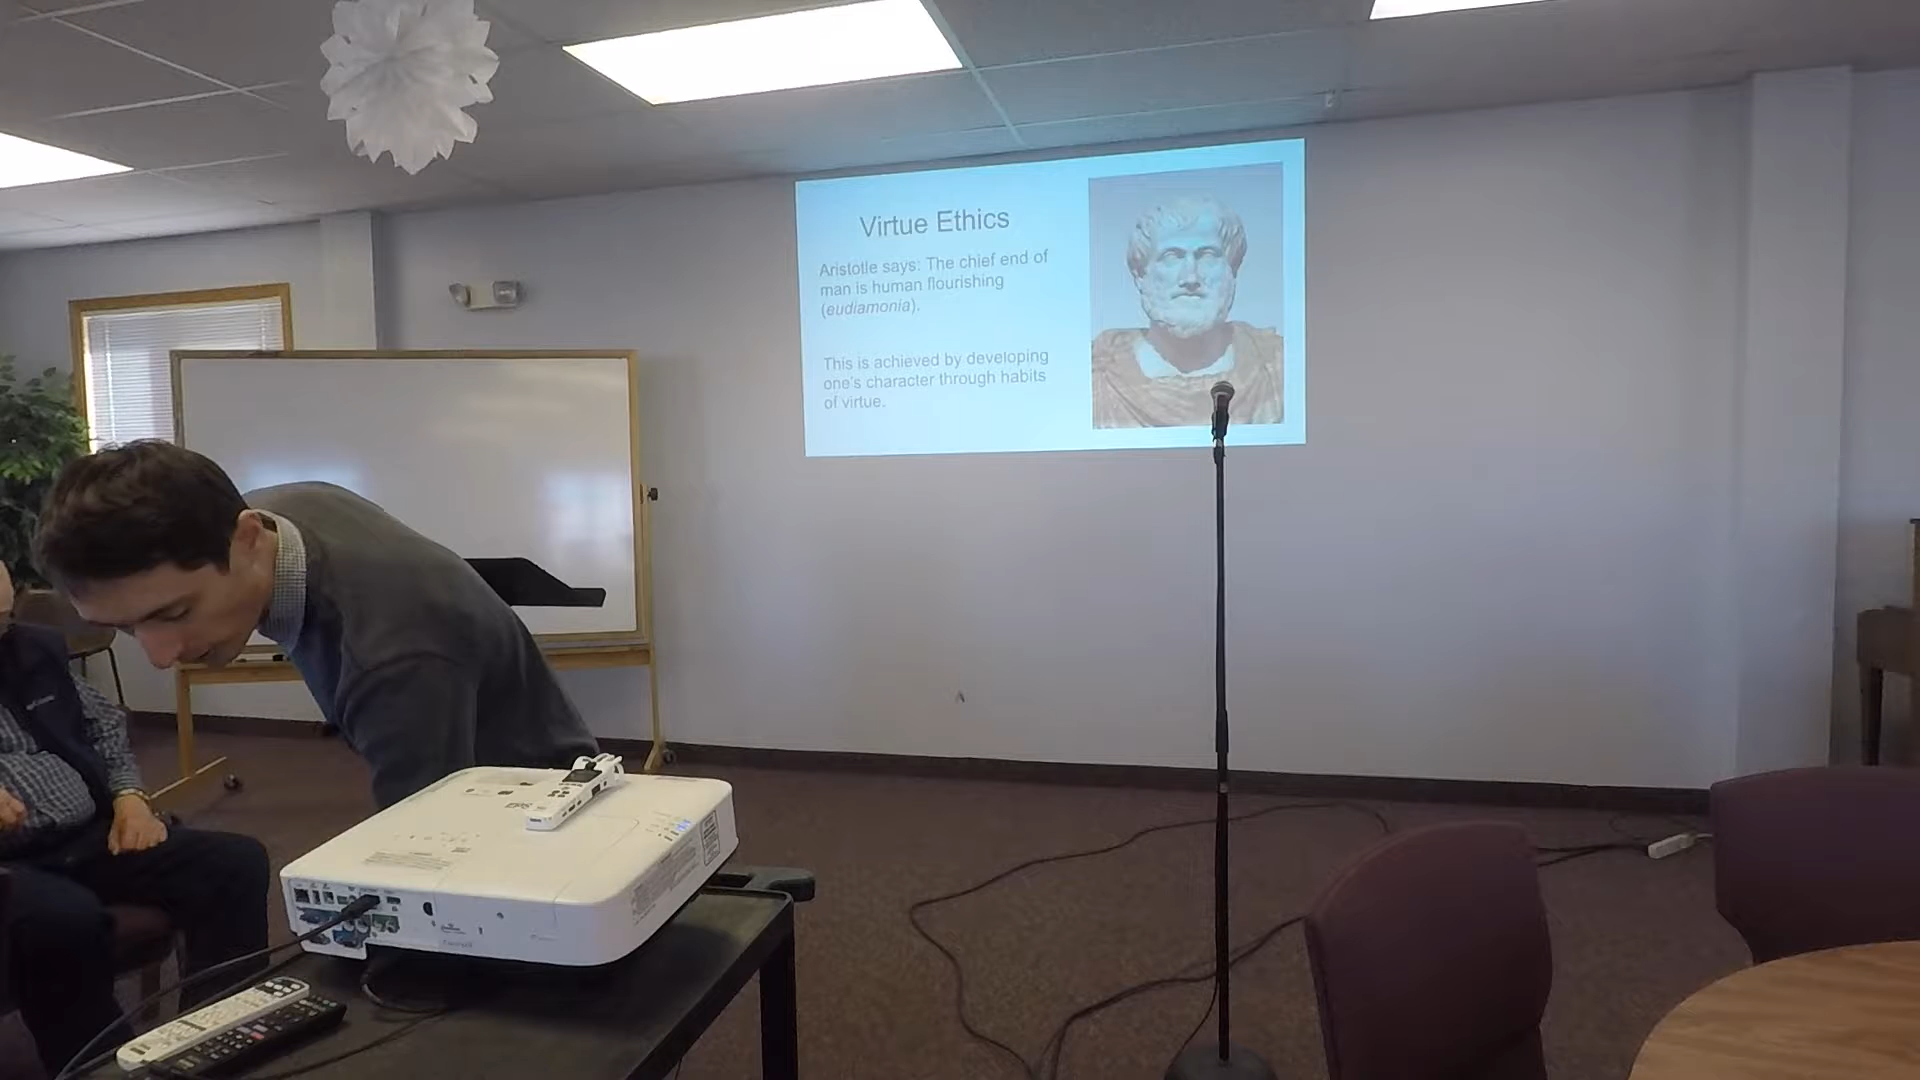 Virtue Ethics
Aristotle says: The chief end of
man is human flourishing
(eudiamonia).
This is achieved by developing
one's character through habits
of virtue.